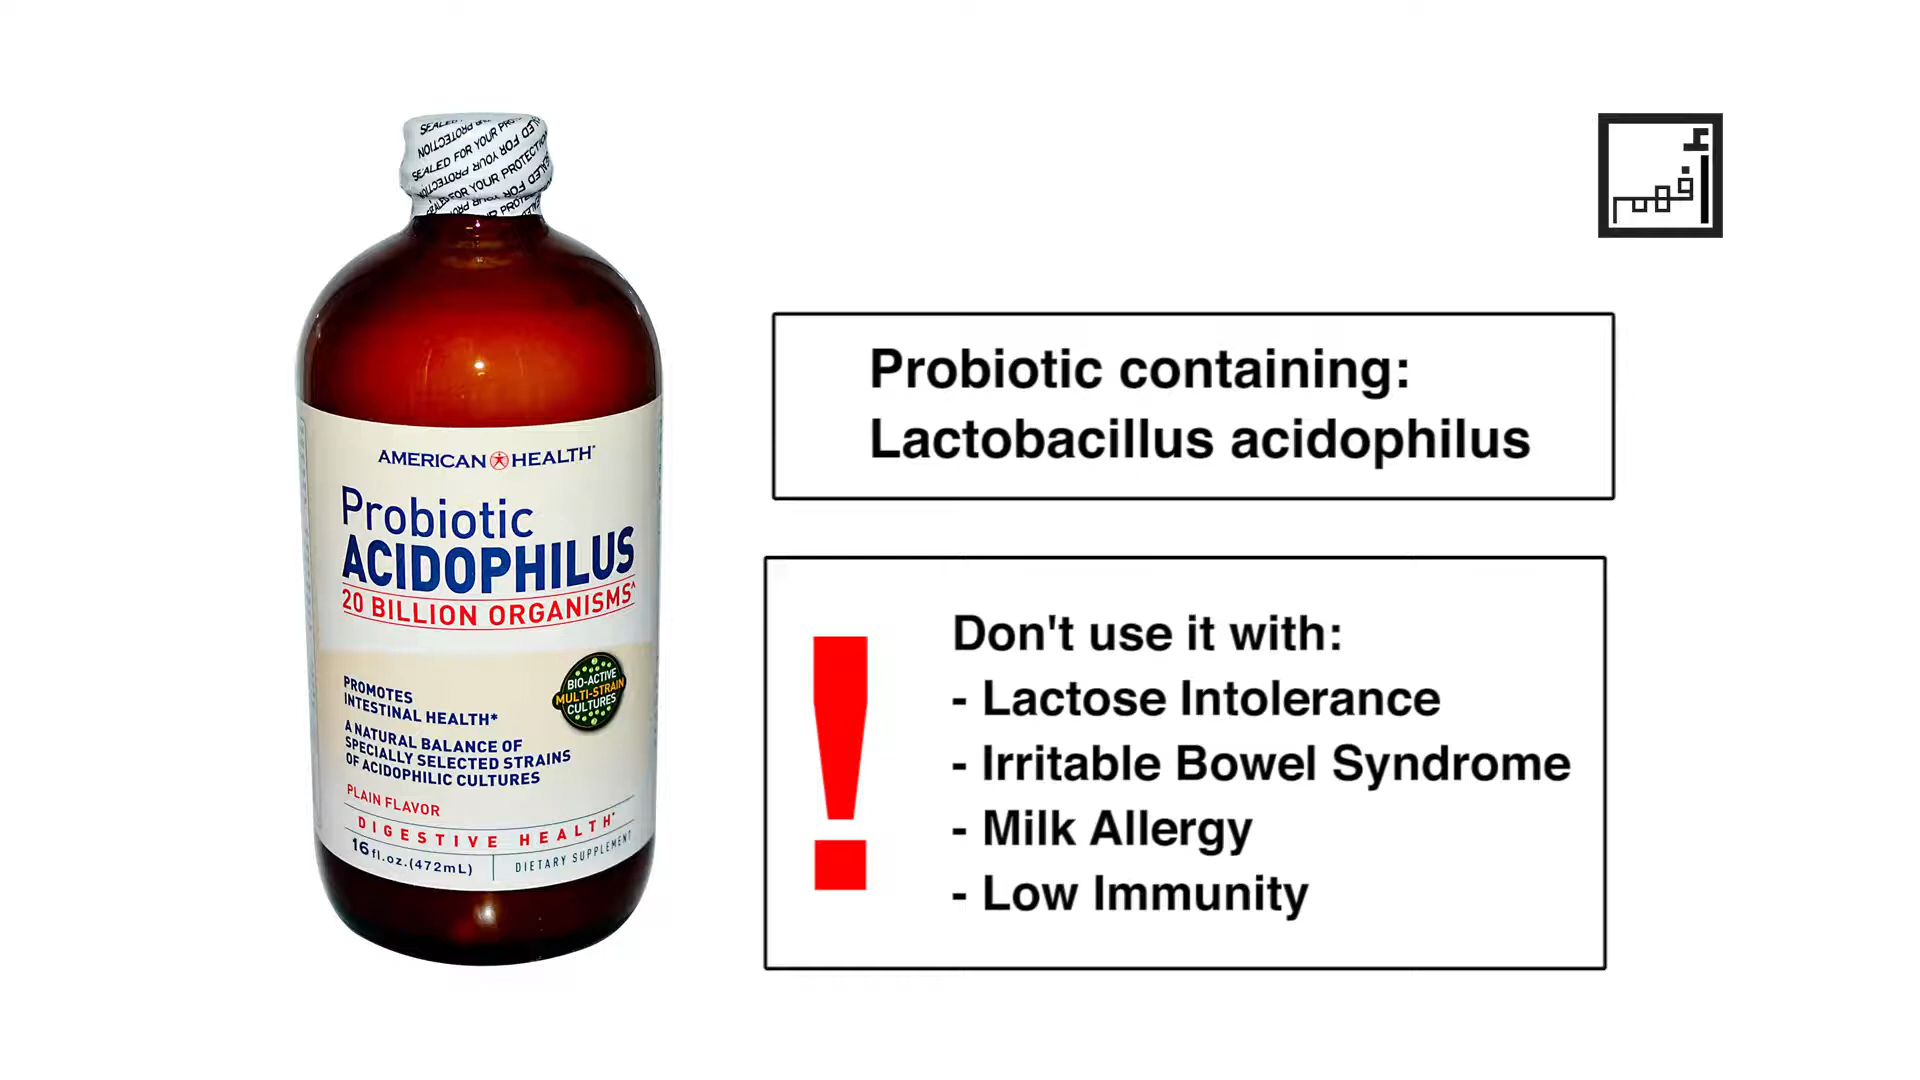 SEALED FOR YOUR PROTECTION
AMERICAN HEALTH
Probiotic
ACIDOPHILUS
20 BILLION ORGANISMS^
PROMOTES
INTESTINAL HEALTH*
A NATURAL BALANCE OF
SPECIALLY SELECTED STRAINS
OF ACIDOPHILIC CULTURES
BIO-ACTIVE
MULTI-STRAIN
CULTURES
PLAIN FLAVOR
DIGESTIVE HEALTH*
16 fl.oz.(472mL)
DIETARY SUPPLEMENT
Probiotic containing:
Lactobacillus acidophilus
!
Don't use it with:
- Lactose Intolerance
- Irritable Bowel Syndrome
- Milk Allergy
- Low Immunity